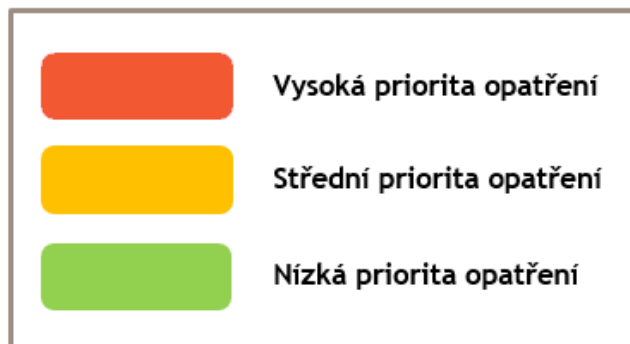 Vysoká priorita opatření
Střední priorita opatření
Nízká priorita opatření